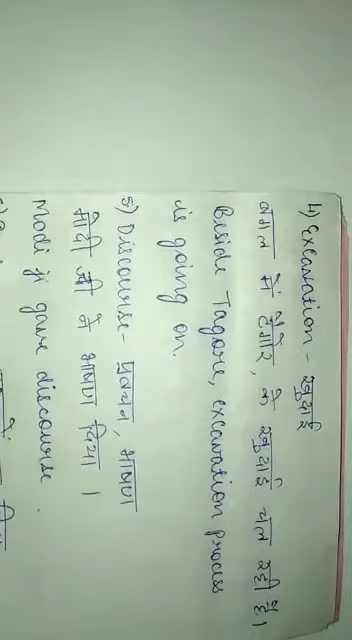 4) Excavation - खुदाई
बगल में टैगोर, के खुदाई चल रही है।
Beside Tagore, excavation process
is going on.
5) Discourse - प्रवचन, भाषण
मोदी जी ने भाषण दिया ।
Modi ji gave discourse.